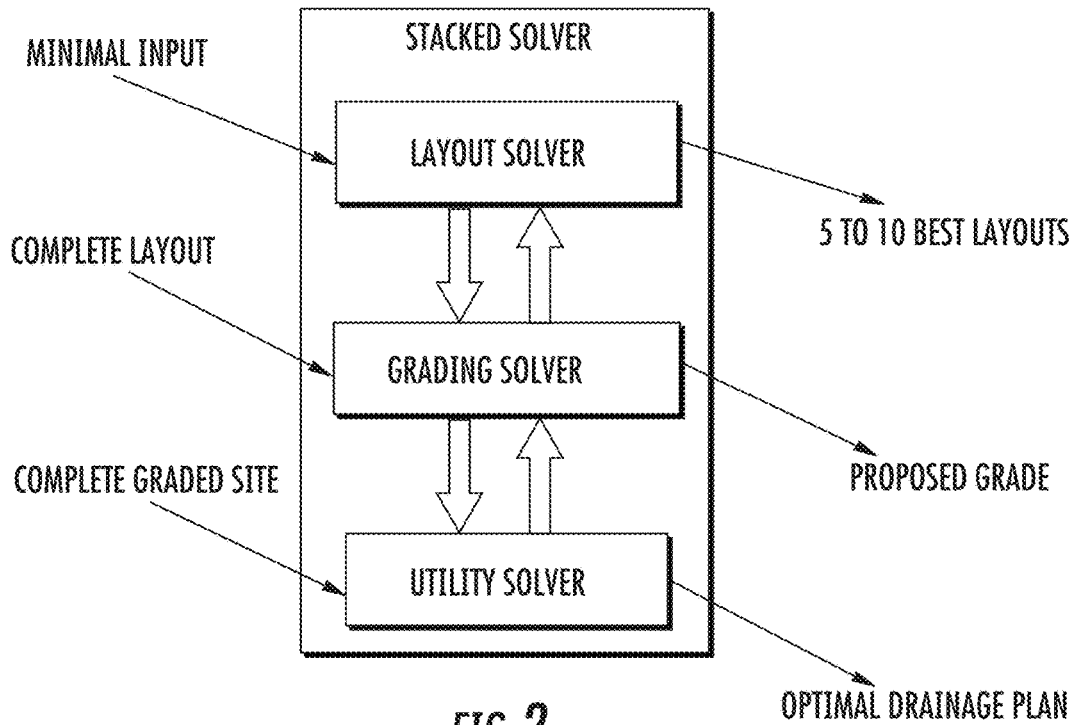 STACKED SOLVER
MINIMAL INPUT
LAYOUT SOLVER
5 TO 10 BEST LAYOUTS
COMPLETE LAYOUT
GRADING SOLVER
PROPOSED GRADE
COMPLETE GRADED SITE
UTILITY SOLVER
OPTIMAL DRAINAGE PLAN
FIG. 2